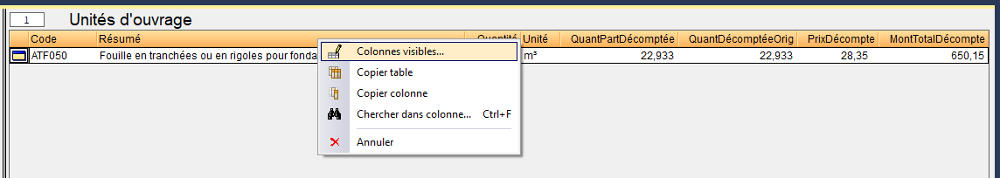 1 Unités d'ouvrage
Code Résumé Quantité Unité QuantPartDécomptée QuantDécomptéeOrig PrixDécompte MontTotalDécompte
ATF050 Fouille en tranchées ou en rigoles pour m³ 22,933 22,933 28,35 650,15
Colonnes visibles...
Copier table
Copier colonne
Chercher dans colonne... Ctrl+F
Annuler